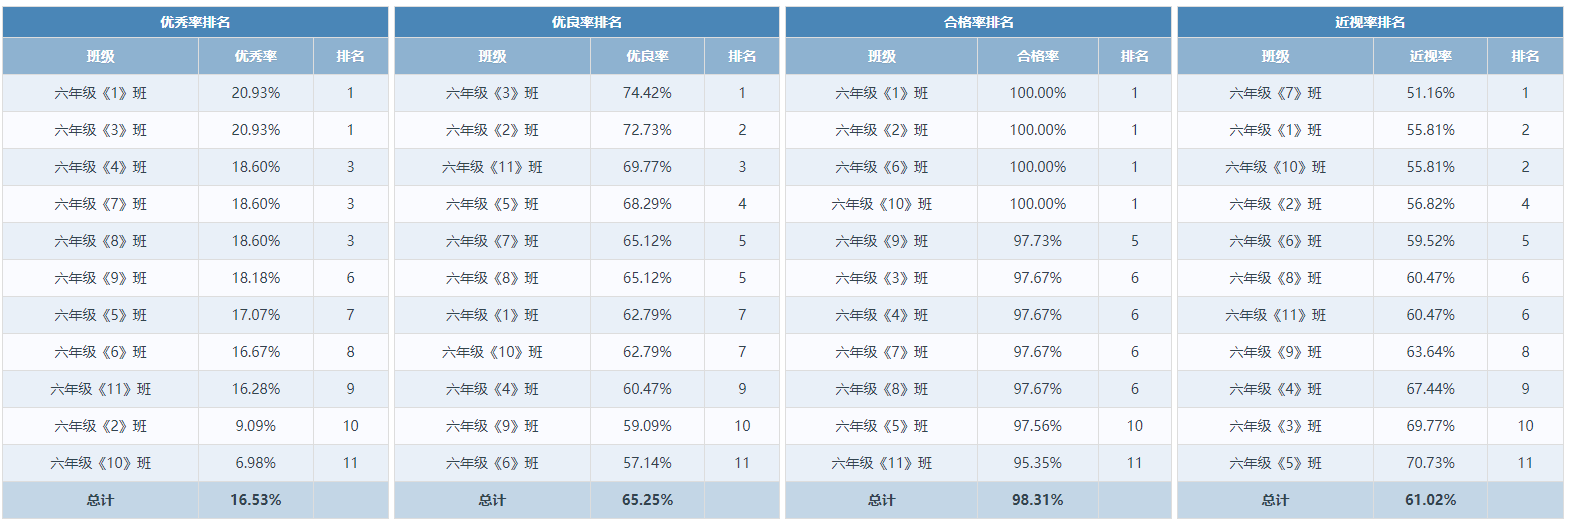 优秀率排名 优良率排名 合格率排名 近视率排名
班级 优秀率 排名 班级 优良率 排名 班级 合格率 排名 班级 近视率 排名
六年级《1》班 20.93% 1 六年级《3》班 74.42% 1 六年级《1》班 100.00% 1 六年级《7》班 51.16% 1
六年级《3》班 20.93% 1 六年级《2》班 72.73% 2 六年级《2》班 100.00% 1 六年级《1》班 55.81% 2
六年级《4》班 18.60% 3 六年级《11》班 69.77% 3 六年级《6》班 100.00% 1 六年级《10》班 55.81% 2
六年级《7》班 18.60% 3 六年级《5》班 68.29% 4 六年级《10》班 100.00% 1 六年级《2》班 56.82% 4
六年级《8》班 18.60% 3 六年级《7》班 65.12% 5 六年级《9》班 97.73% 5 六年级《6》班 59.52% 5
六年级《9》班 18.18% 6 六年级《8》班 65.12% 5 六年级《3》班 97.67% 6 六年级《8》班 60.47% 6
六年级《5》班 17.07% 7 六年级《1》班 62.79% 7 六年级《4》班 97.67% 6 六年级《11》班 60.47% 6
六年级《6》班 16.67% 8 六年级《10》班 62.79% 7 六年级《7》班 97.67% 6 六年级《9》班 63.64% 8
六年级《11》班 16.28% 9 六年级《4》班 60.47% 9 六年级《8》班 97.67% 6 六年级《4》班 67.44% 9
六年级《2》班 9.09% 10 六年级《9》班 59.09% 10 六年级《5》班 97.56% 10 六年级《3》班 69.77% 10
六年级《10》班 6.98% 11 六年级《6》班 57.14% 11 六年级《11》班 95.35% 11 六年级《5》班 70.73% 11
总计 16.53% 总计 65.25% 总计 98.31% 总计 61.02%